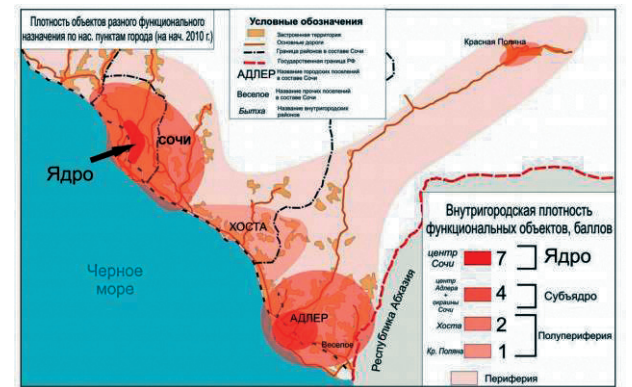 Плотность объектов разного функционального
назначения по нас. пунктам города (на нач. 2010 г.)
Условные обозначения
Застроенная территория
Основные дороги
Граница районов в составе Сочи
Государственная граница РФ
АДЛЕР
Название городских поселений
в составе Сочи
Веселое
Название прочих поселений
в составе Сочи
Бытха
Название внутригородских
районов
Красная Поляна
СОЧИ
Ядро
ХОСТА
Черное
море
АДЛЕР
Веселое
Республика Абхазия
Внутригородская плотность
функциональных объектов, баллов
центр
Сочи
7
Ядро
центр
Адлера
+
окраины
Сочи
4
Субъядро
Хоста
2
Полупериферия
Кр. Поляна
1
Периферия